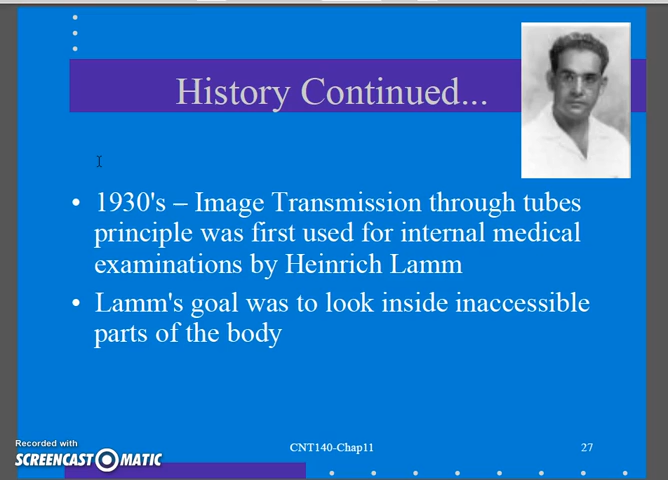 History Continued...
• 1930's – Image Transmission through tubes
principle was first used for internal medical
examinations by Heinrich Lamm
• Lamm's goal was to look inside inaccessible
parts of the body
Recorded with
SCREENCAST-O-MATIC
CNT140-Chap11
27